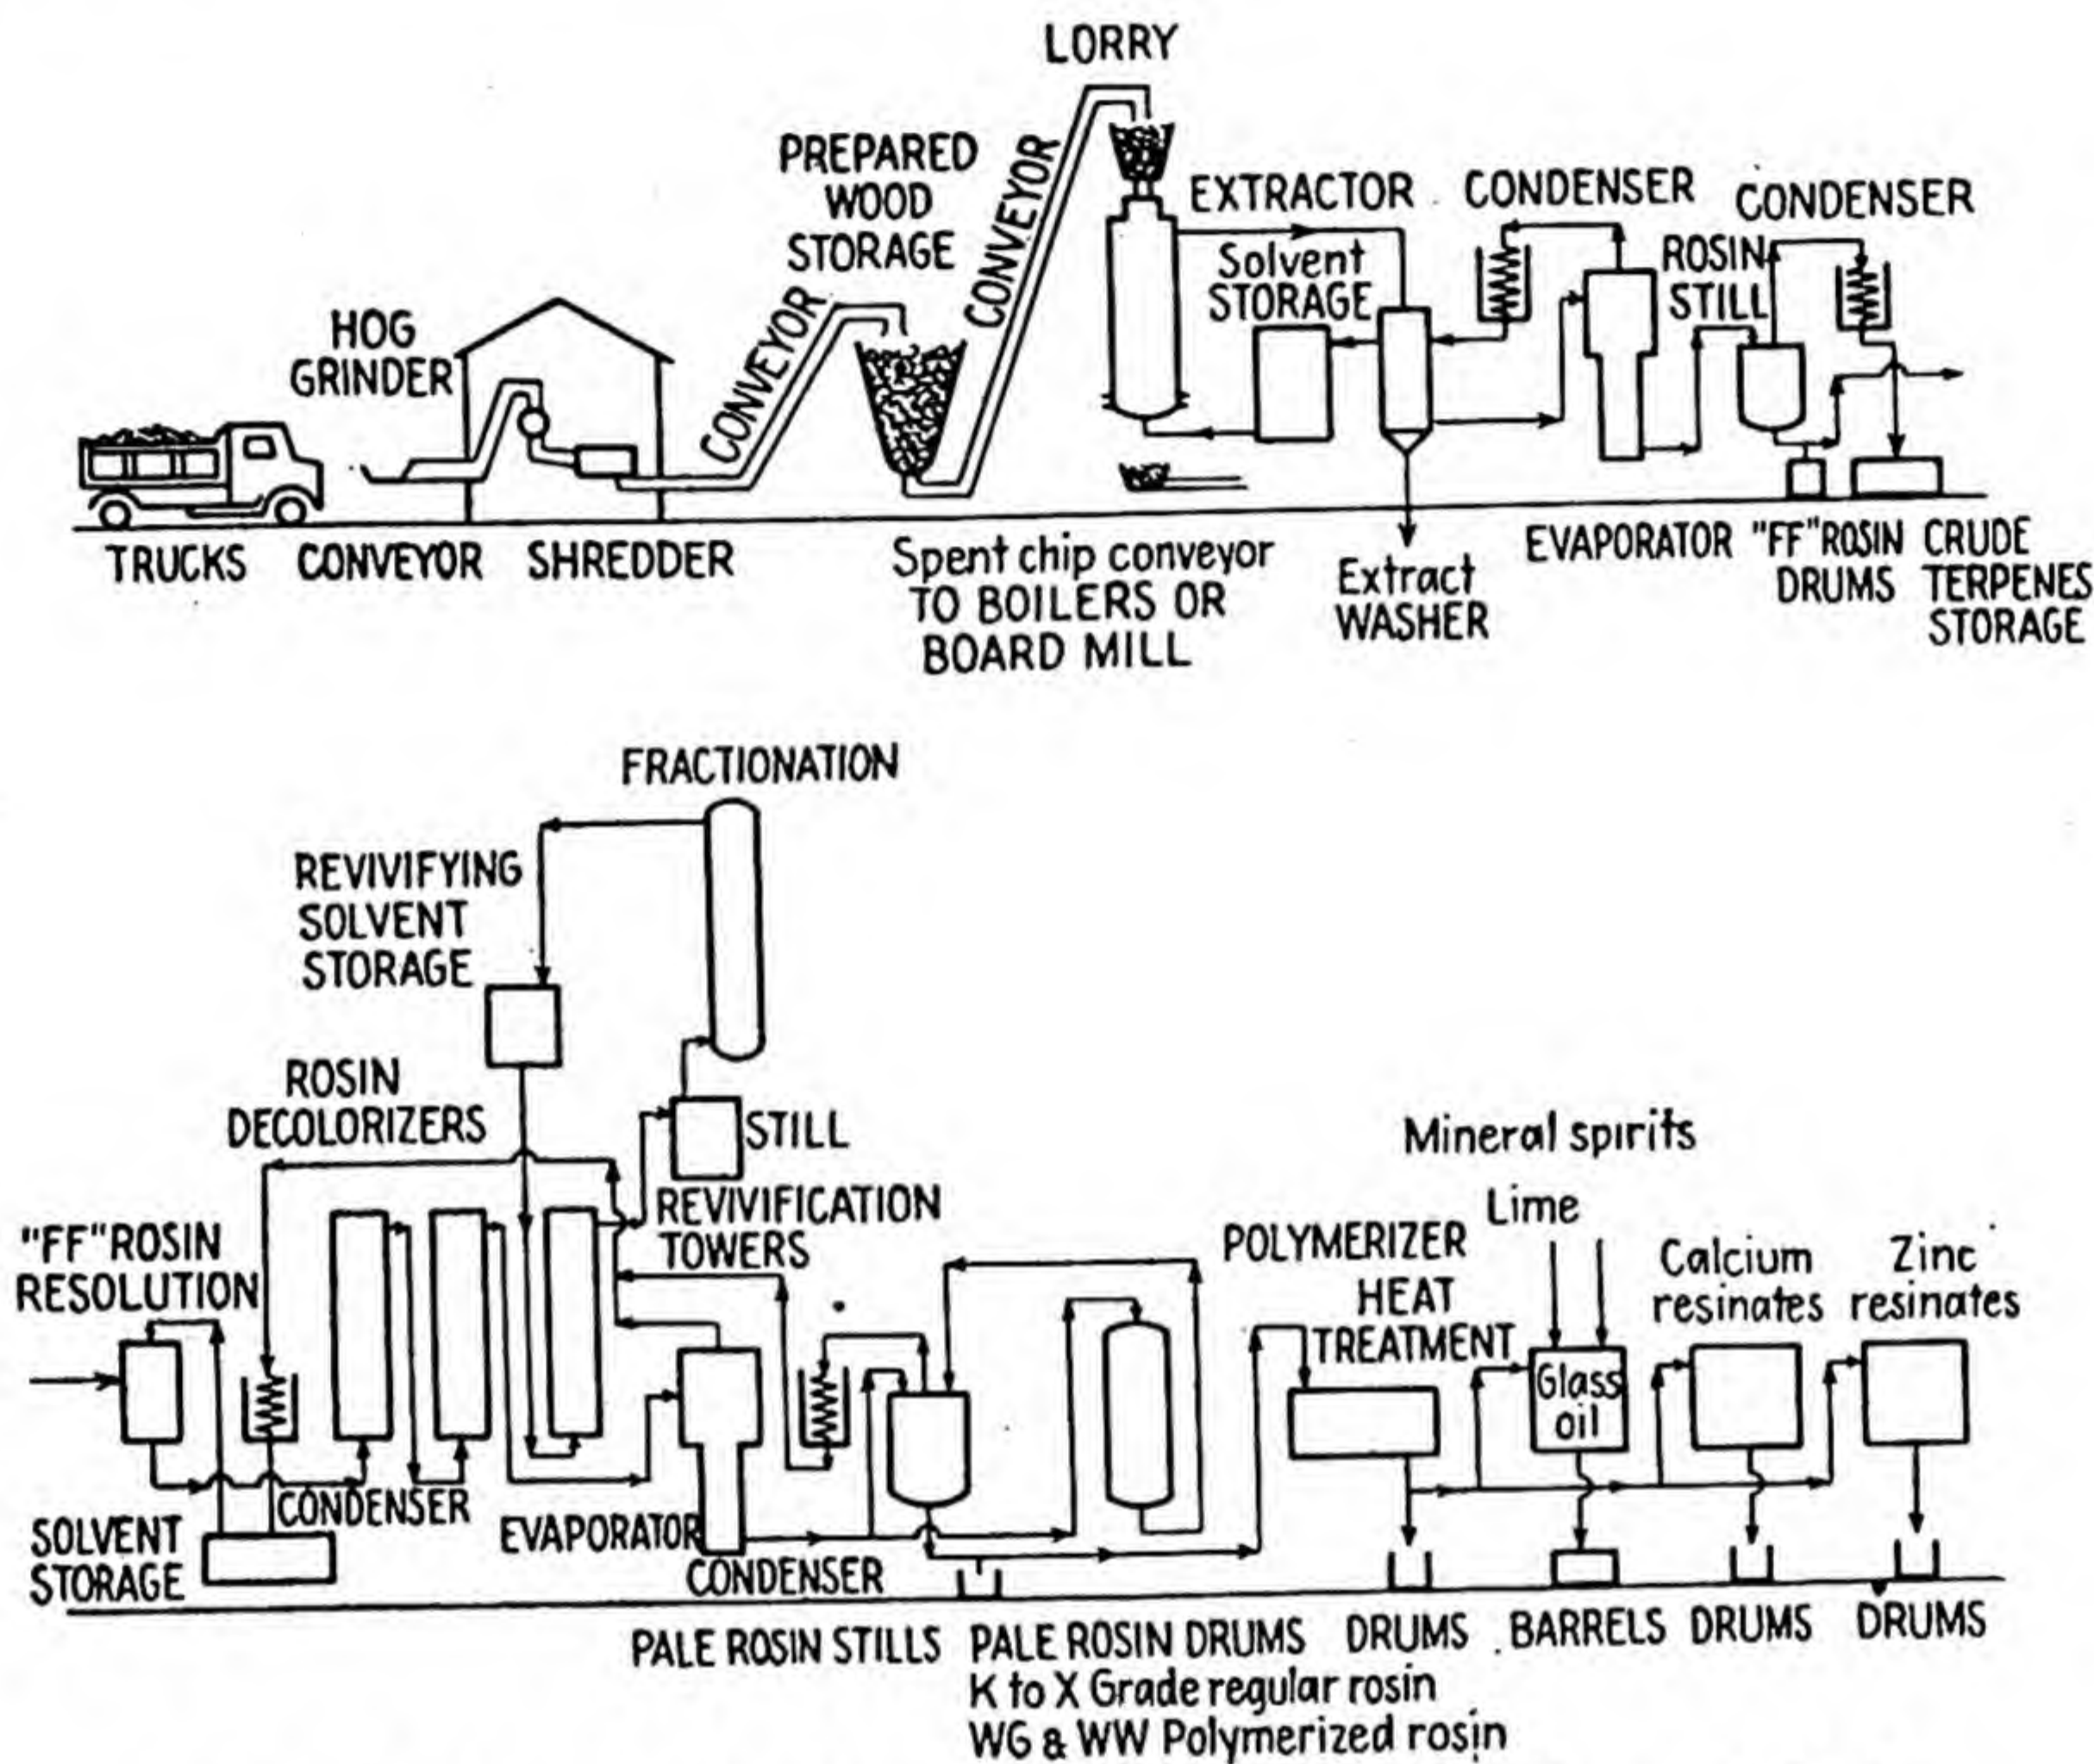 LORRY
PREPARED
WOOD
STORAGE
CONVEYOR
EXTRACTOR
CONDENSER
CONDENSER
Solvent
STORAGE
ROSIN
STILL
HOG
GRINDER
CONVEYOR
TRUCKS
CONVEYOR
SHREDDER
Spent chip conveyor
TO BOILERS OR
BOARD MILL
Extract
WASHER
EVAPORATOR
"FF" ROSIN
DRUMS
CRUDE
TERPENES
STORAGE
FRACTIONATION
REVIVIFYING
SOLVENT
STORAGE
ROSIN
DECOLORIZERS
STILL
REVIVIFICATION
TOWERS
"FF" ROSIN
RESOLUTION
SOLVENT
STORAGE
CONDENSER
EVAPORATOR
CONDENSER
POLYMERIZER
HEAT
TREATMENT
Mineral spirits
Lime
Glass
oil
Calcium
resinates
Zinc
resinates
PALE ROSIN STILLS
PALE ROSIN DRUMS
K to X Grade regular rosin
WG & WW Polymerized rosin
DRUMS
BARRELS
DRUMS
DRUMS